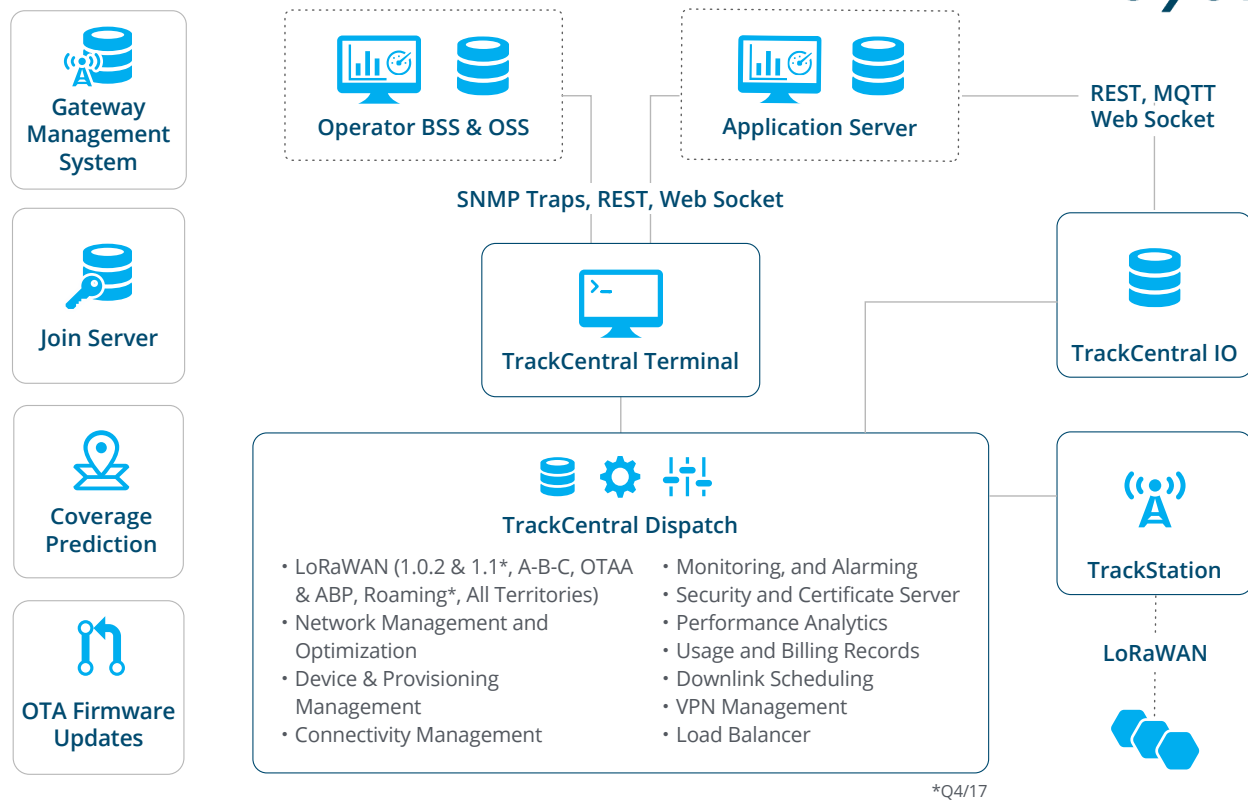 Gateway
Management
System
Operator BSS & OSS
Application Server
REST, MQTT
Web Socket
SNMP Traps, REST, Web Socket
Join Server
TrackCentral Terminal
TrackCentral IO
Coverage
Prediction
TrackCentral Dispatch
• LoRaWAN (1.0.2 & 1.1*, A-B-C, OTAA
& ABP, Roaming*, All Territories)
• Network Management and
Optimization
• Device & Provisioning
Management
• Connectivity Management
• Monitoring, and Alarming
• Security and Certificate Server
• Performance Analytics
• Usage and Billing Records
• Downlink Scheduling
• VPN Management
• Load Balancer
TrackStation
LoRaWAN
OTA Firmware
Updates
*Q4/17